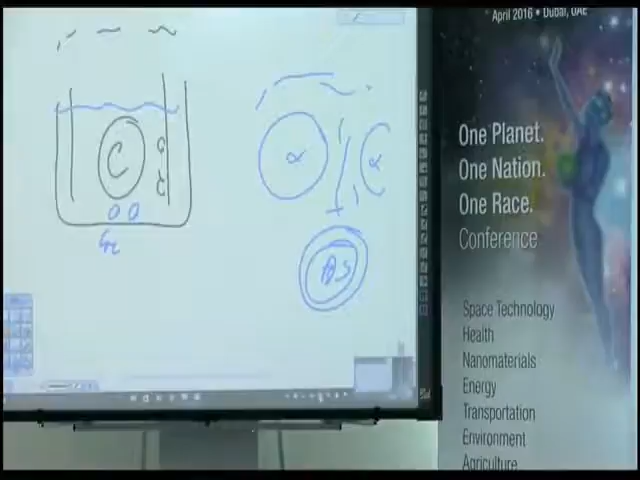 April 2016 • Dubai, UAE
One Planet.
One Nation.
One Race.
Conference
Space Technology
Health
Nanomaterials
Energy
Transportation
Environment
Agriculture
C
α
α